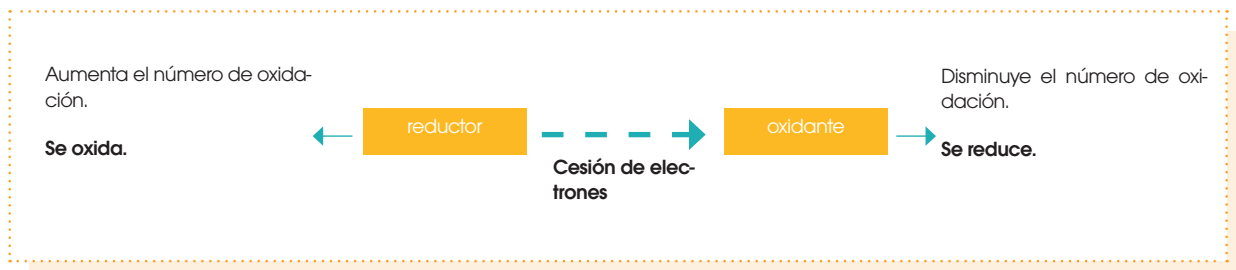 Aumenta el número de oxida-
ción.
Se oxida.
reductor
Cesión de elec-
trones
oxidante
Disminuye el número de oxi-
dación.
Se reduce.